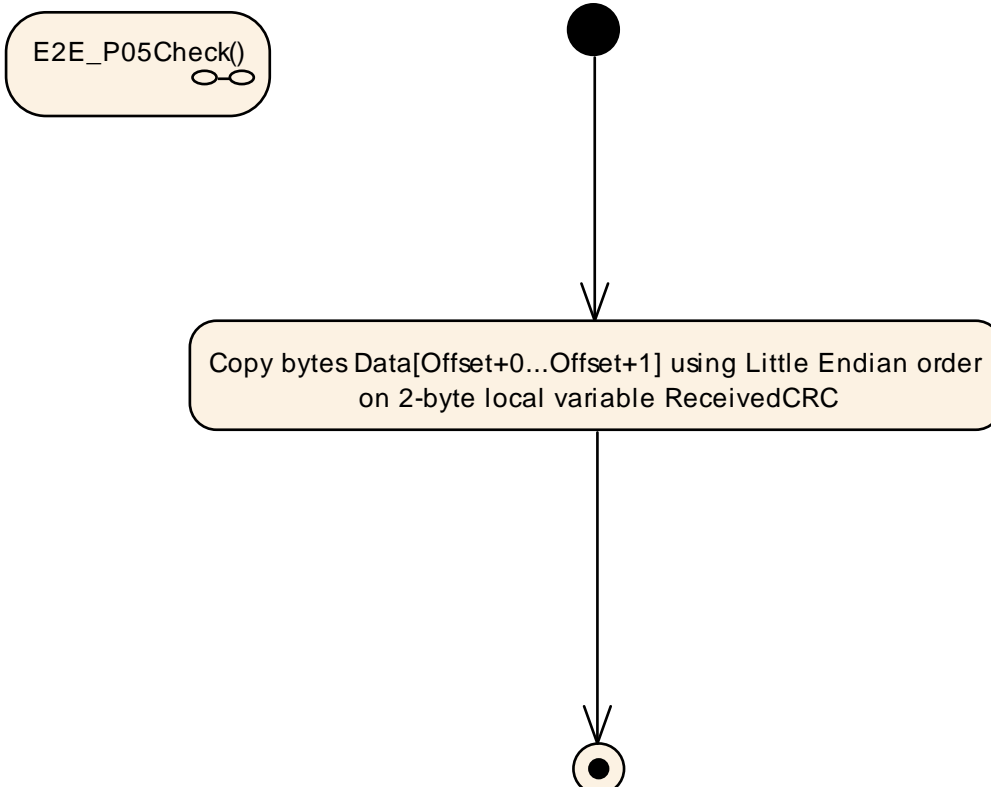 E2E_P05Check()
Copy bytes Data[Offset+0...Offset+1] using Little Endian order
on 2-byte local variable ReceivedCRC